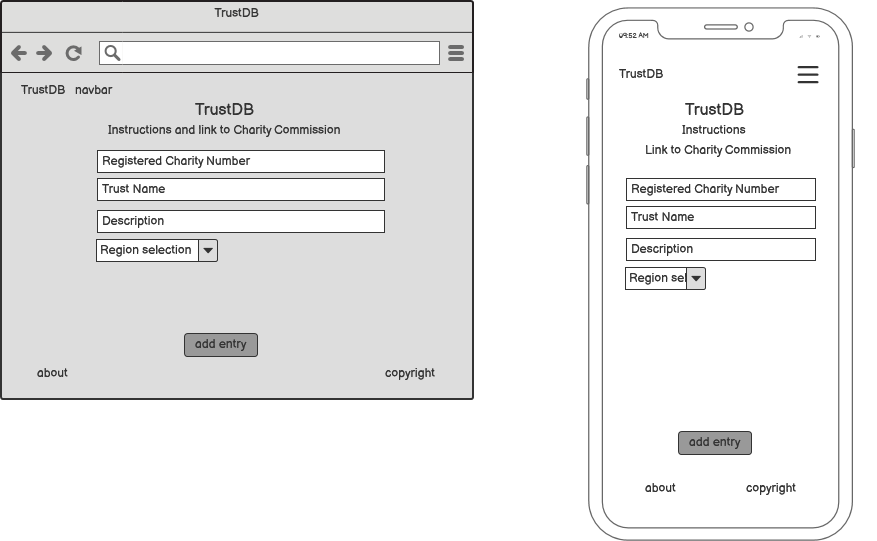 TrustDB
TrustDB navbar
TrustDB
Instructions and link to Charity Commission
Registered Charity Number
Trust Name
Description
Region selection
add entry
about copyright
09:52 AM
TrustDB
TrustDB
Instructions
Link to Charity Commission
Registered Charity Number
Trust Name
Description
Region sel
add entry
about copyright